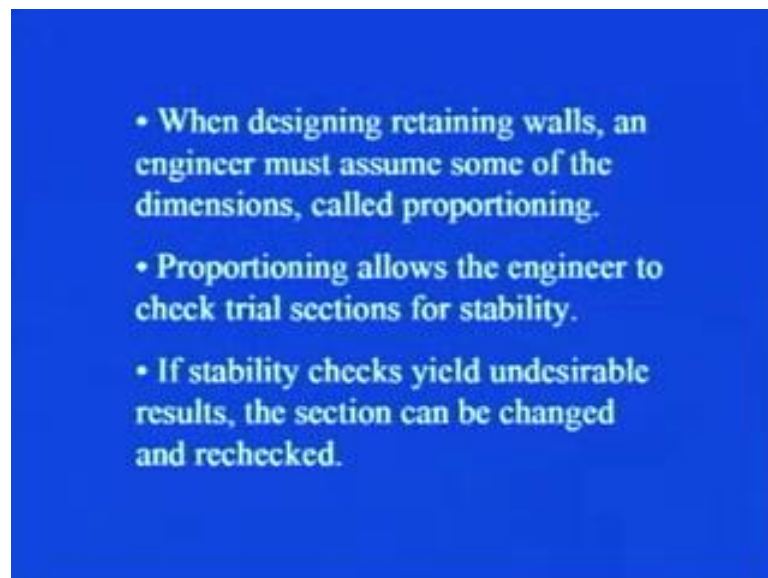 • When designing retaining walls, an
engineer must assume some of the
dimensions, called proportioning.
• Proportioning allows the engineer to
check trial sections for stability.
• If stability checks yield undesirable
results, the section can be changed
and rechecked.